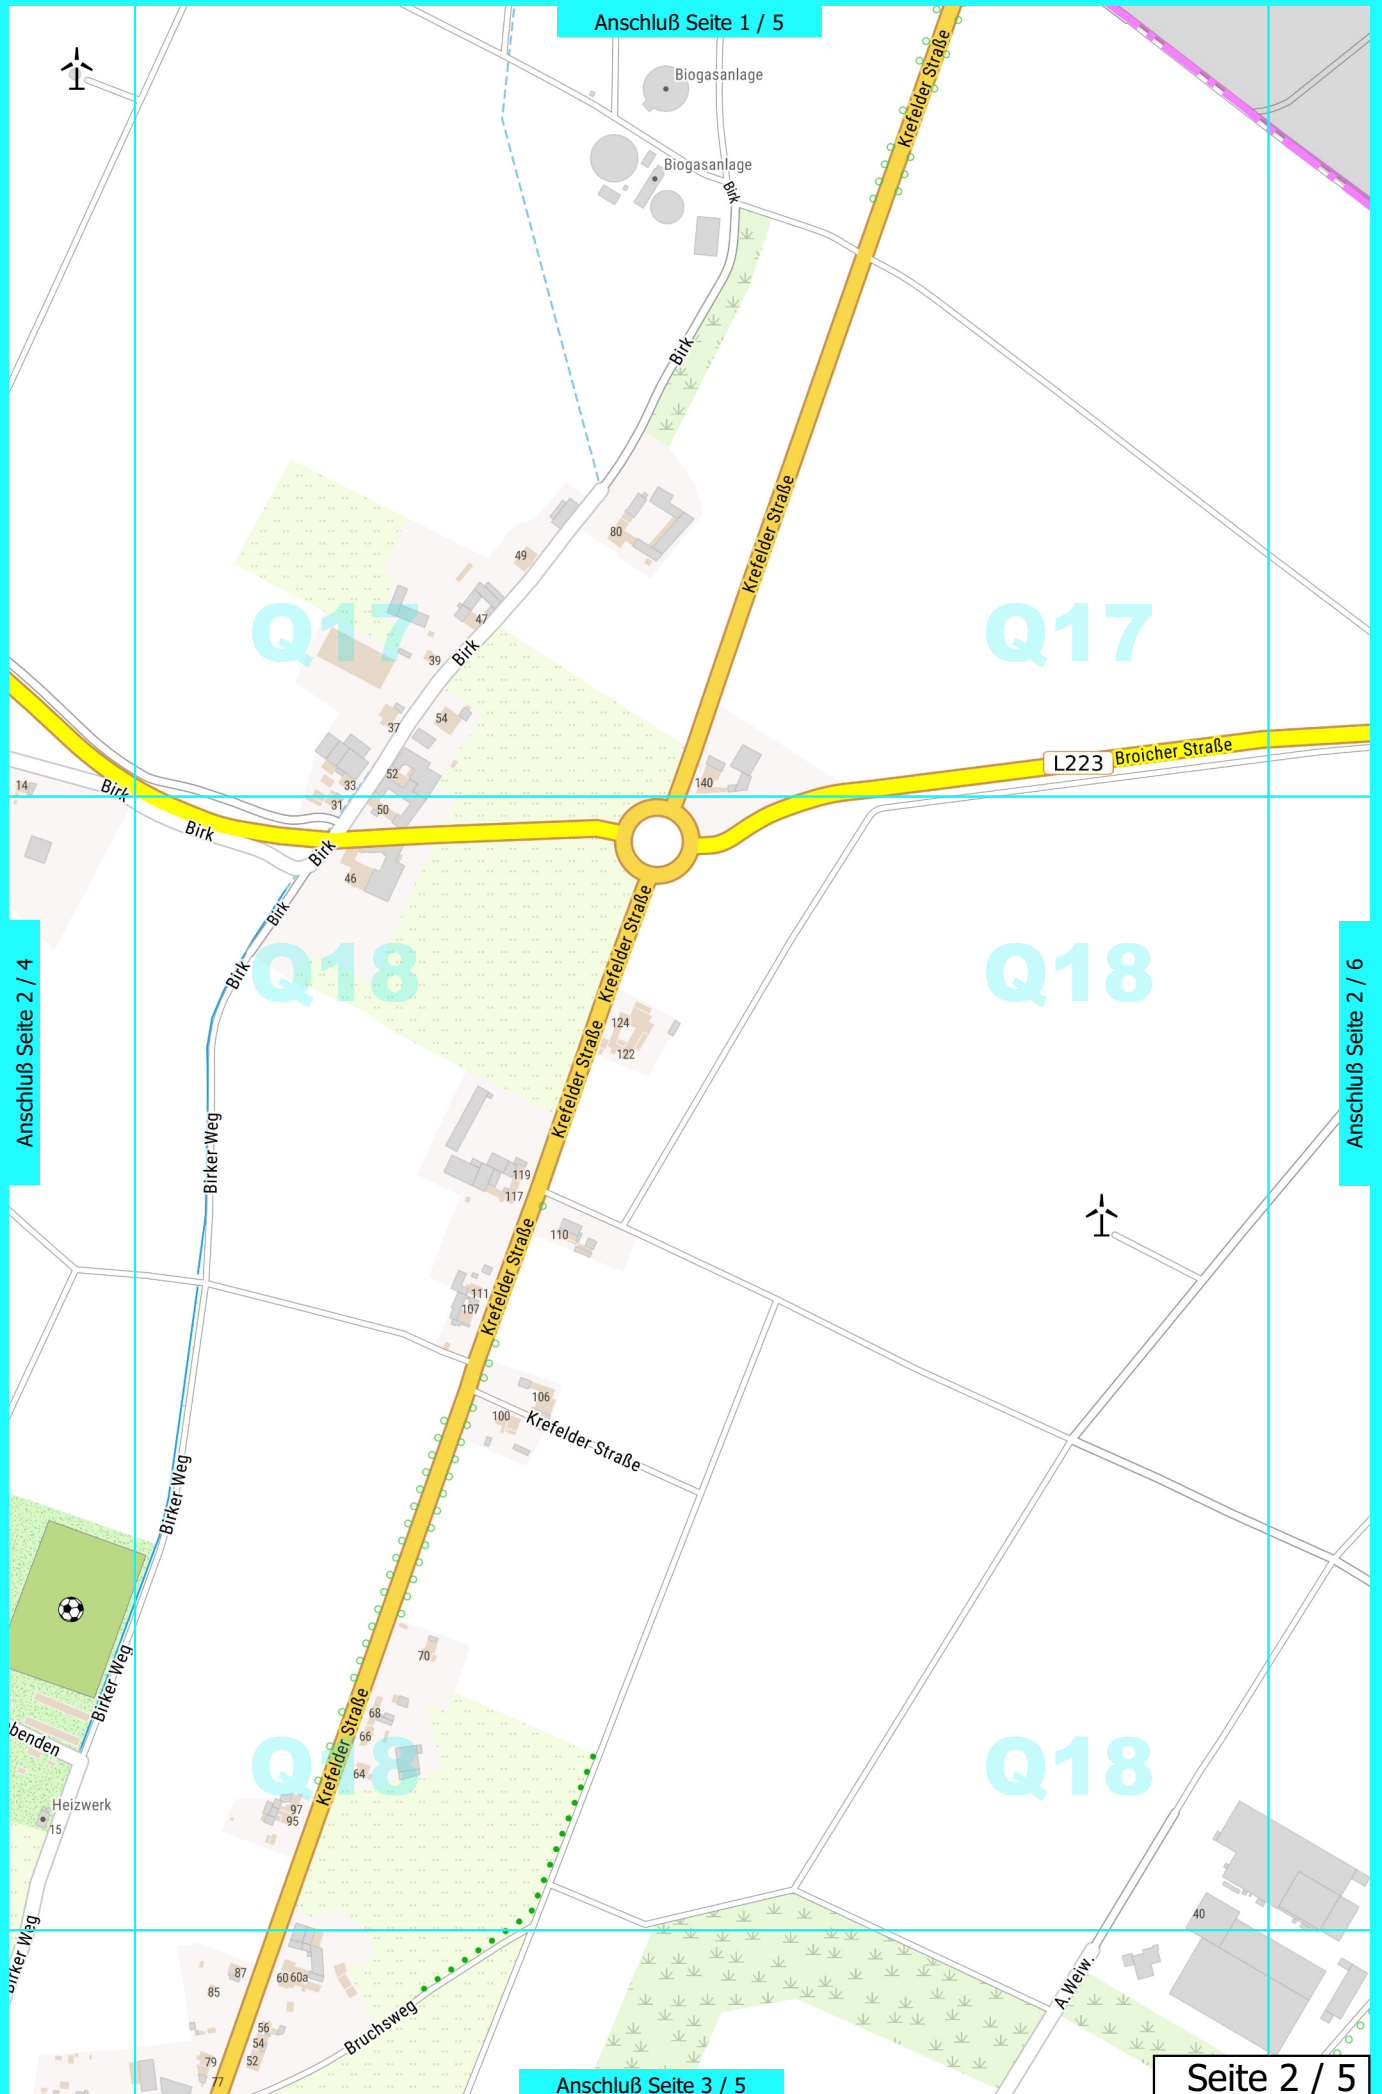 Anschluß Seite 1 / 5
Krefelder Straße
Biogasanlage
Biogasanlage
Birk
Birk
Krefelder Straße
80
49
47
Q17
Q17
39
Birk
37
54
52
33
31
50
14
Birk
Birk
140
L223
Broicher Straße
Birk
46
Birk
Krefelder Straße
Birk
Q18
Q18
Anschluß Seite 2 / 4
Anschluß Seite 2 / 6
124
122
Krefelder Straße
Birker Weg
119
117
110
Krefelder Straße
111
107
106
100
Krefelder Straße
Birker Weg
70
Birker Weg
68
66
64
Krefelder Straße
Q18
Q18
benden
Heizwerk
15
97
95
40
Birker Weg
87
85
60
60a
A.Weiw.
56
54
52
Bruchsweg
79
77
Anschluß Seite 3 / 5
Seite 2 / 5